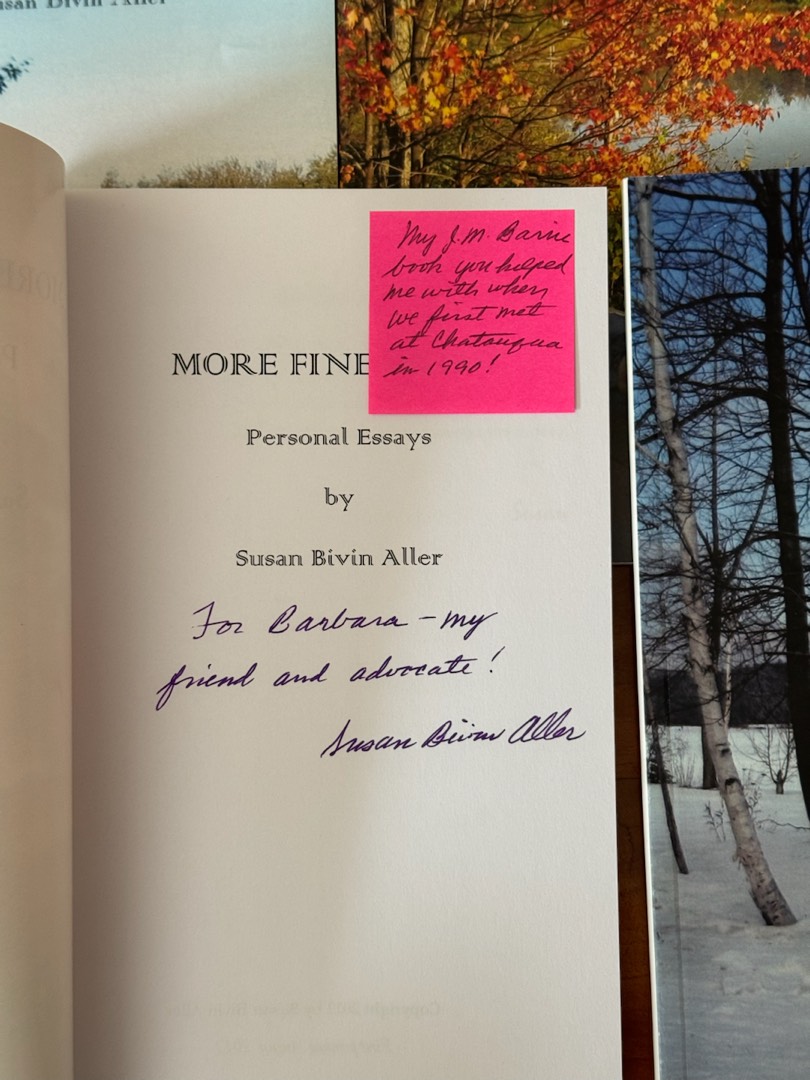 Susan Bivin Aller
My J.M. Barrie
book you helped
me with when
we first met
at Chatauqua
in 1990!
MORE FINE
Personal Essays
by
Susan Bivin Aller
For Barbara - my
friend and advocate!
Susan Bivin Aller